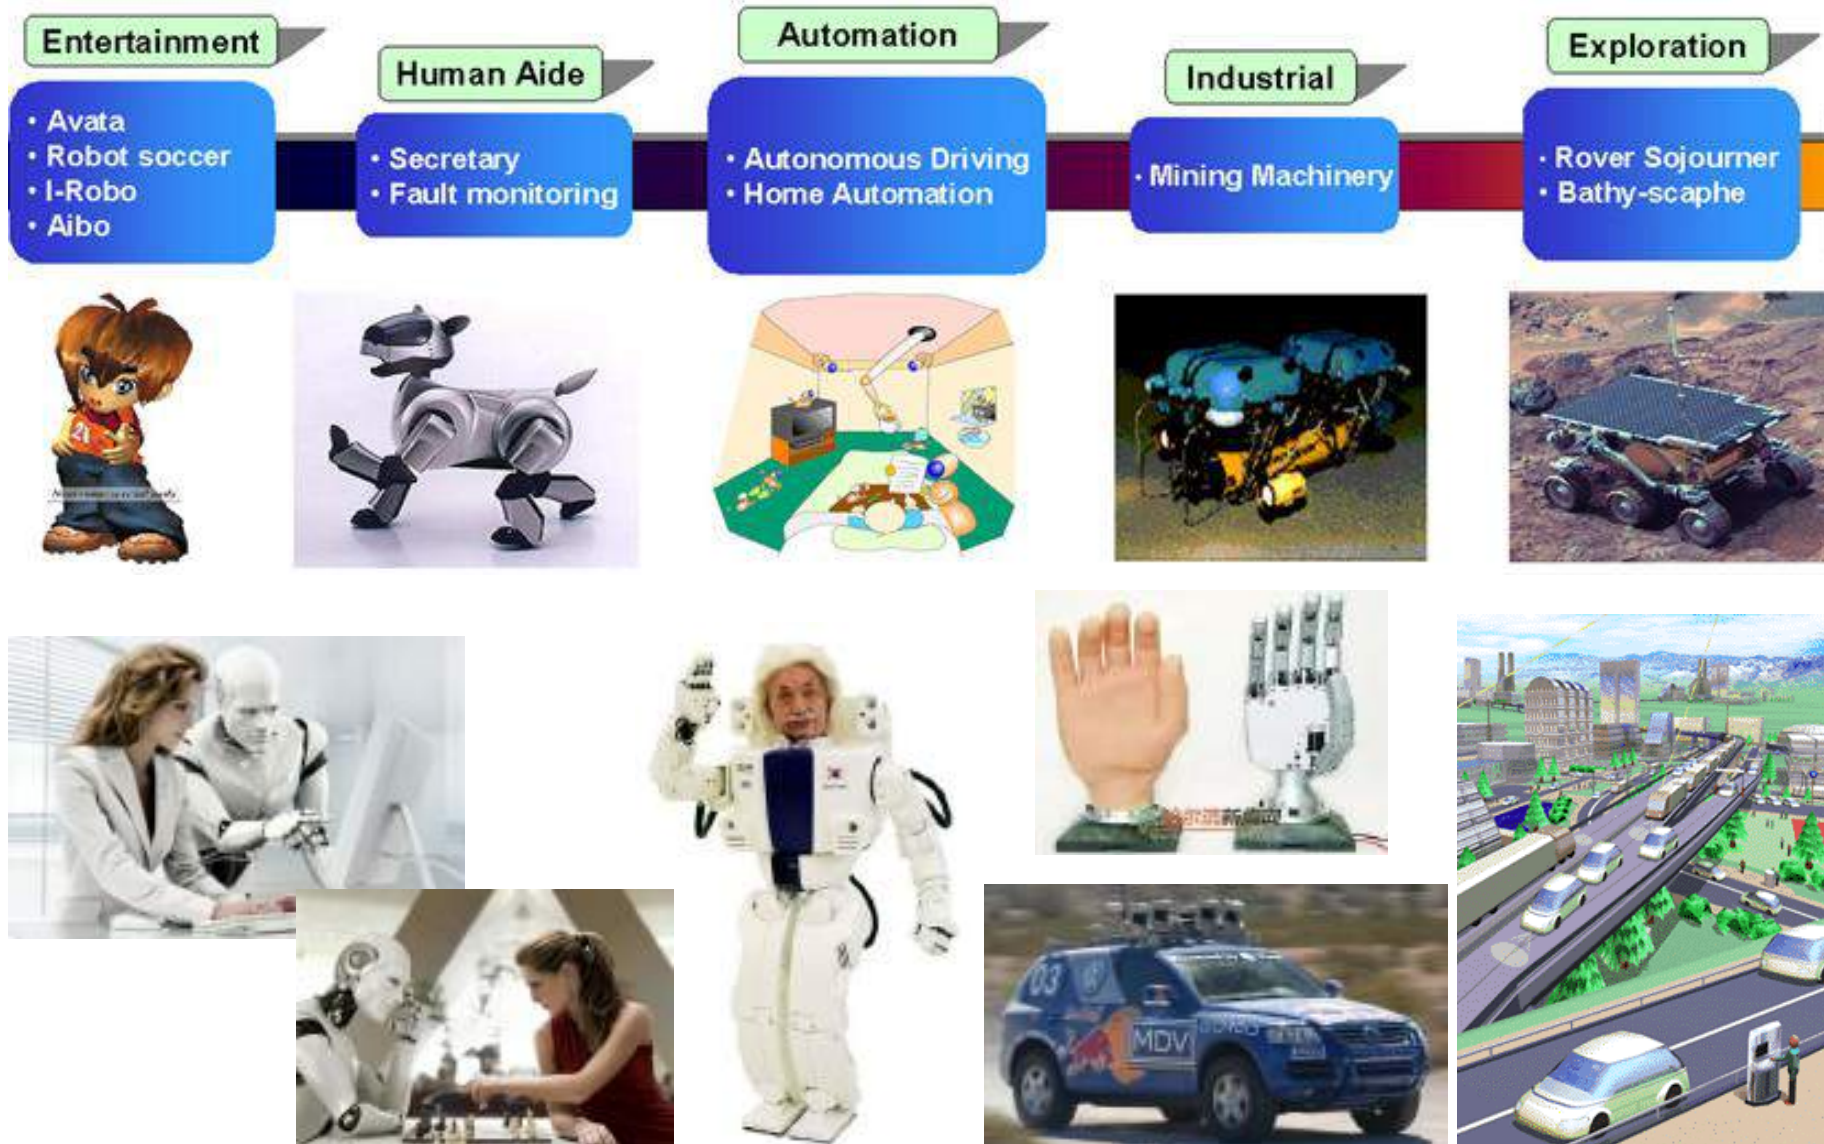 Entertainment
• Avata
• Robot soccer
• I-Robo
• Aibo
Human Aide
• Secretary
• Fault monitoring
Automation
• Autonomous Driving
• Home Automation
Industrial
• Mining Machinery
Exploration
• Rover Sojourner
• Bathy-scaphe
21
03
MDV